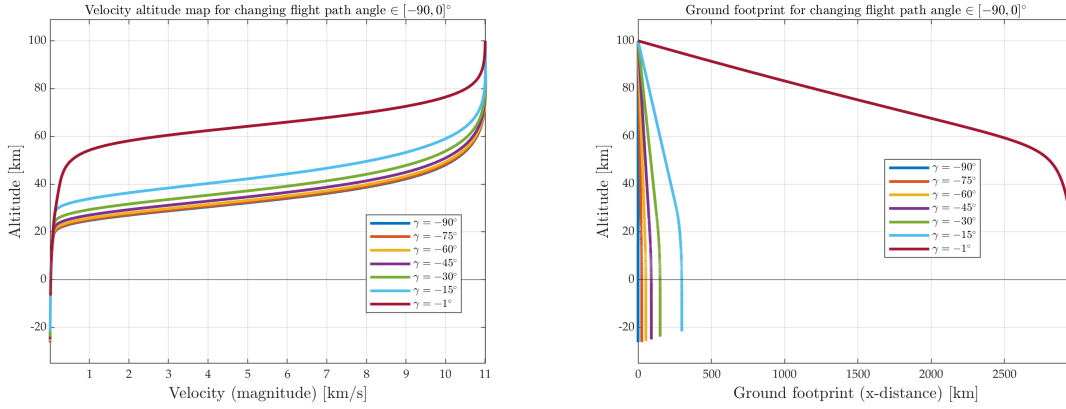 Velocity altitude map for changing flight path angle ∈ [−90, 0]°
100
80
60
40
20
0
-20
Altitude [km]
γ = −90°
γ = −75°
γ = −60°
γ = −45°
γ = −30°
γ = −15°
γ = −1°
1 2 3 4 5 6 7 8 9 10 11
Velocity (magnitude) [km/s]
Ground footprint for changing flight path angle ∈ [−90, 0]°
100
80
60
40
20
0
-20
Altitude [km]
γ = −90°
γ = −75°
γ = −60°
γ = −45°
γ = −30°
γ = −15°
γ = −1°
0 500 1000 1500 2000 2500
Ground footprint (x-distance) [km]